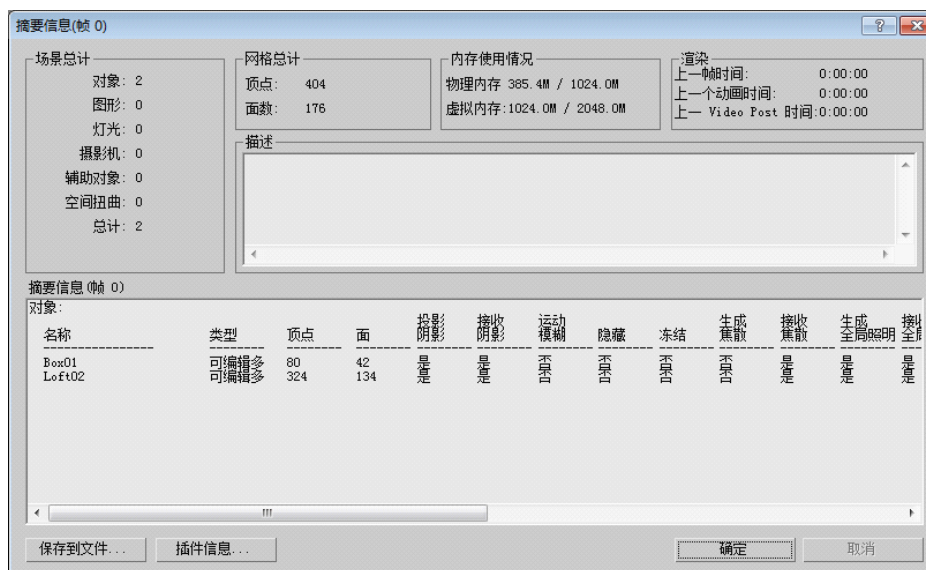 摘要信息(帧 0)
场景总计
对象: 2
图形: 0
灯光: 0
摄影机: 0
辅助对象: 0
空间扭曲: 0
总计: 2
网格总计
顶点: 404
面数: 176
内存使用情况
物理内存 385.4M / 1024.0M
虚拟内存:1024.0M / 2048.0M
渲染
上一帧时间: 0:00:00
上一个动画时间: 0:00:00
上一 Video Post 时间:0:00:00
描述
摘要信息(帧 0)
对象:
名称 类型 顶点 面 投影阴影 接收阴影 运动模糊 隐藏 冻结 生成焦散 接收焦散 生成全局照明
Box01 可编辑多 80 42 是 是 否 否 否 否 是 是 是
Loft02 可编辑多 324 134 是 是 否 否 否 否 是 是 是
保存到文件... 插件信息... 确定 取消